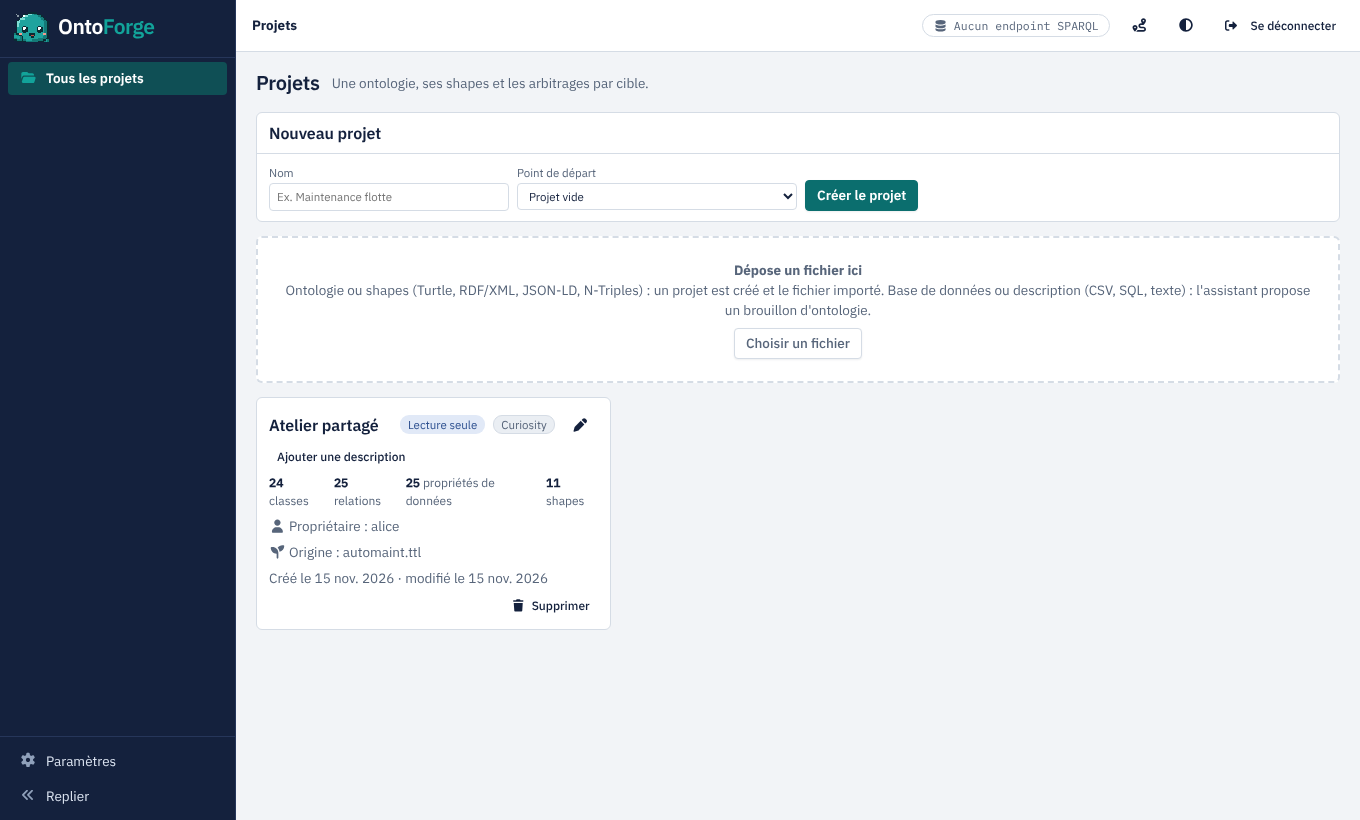 OntoForge
Tous les projets
Projets
Aucun endpoint SPARQL
Se déconnecter
Projets
Une ontologie, ses shapes et les arbitrages par cible.
Nouveau projet
Nom
Point de départ
Ex. Maintenance flotte
Projet vide
Créer le projet
Dépose un fichier ici
Ontologie ou shapes (Turtle, RDF/XML, JSON-LD, N-Triples) : un projet est créé et le fichier importé. Base de données ou description (CSV, SQL, texte) : l'assistant propose
un brouillon d'ontologie.
Choisir un fichier
Atelier partagé
Lecture seule
Curiosity
Ajouter une description
24 classes
25 relations
25 propriétés de données
11 shapes
Propriétaire : alice
Origine : automaint.ttl
Créé le 15 nov. 2026 · modifié le 15 nov. 2026
Supprimer
Paramètres
Replier